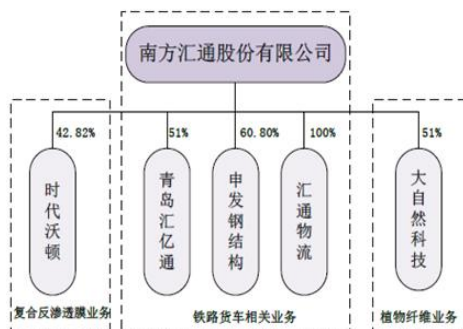 南方汇通股份有限公司
42.82%
51%
60.80%
100%
51%
时代沃顿
青岛汇亿通
申发钢结构
汇通物流
大自然科技
复合反渗透膜业务
铁路货车相关业务
植物纤维业务